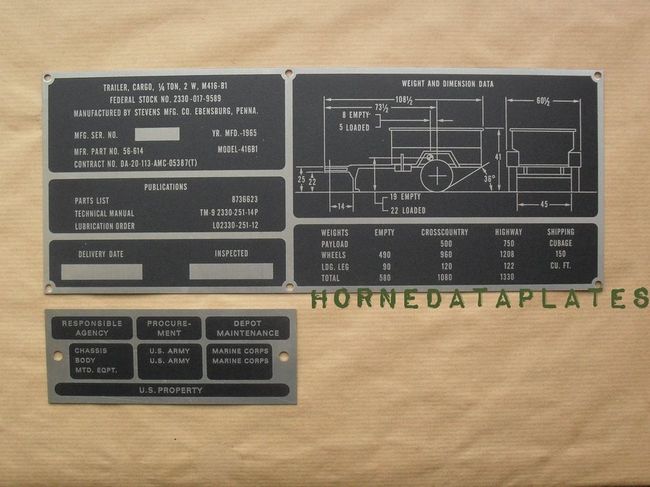 TRAILER, CARGO, ¼ TON, 2 W, M416-B1
FEDERAL STOCK NO. 2330-017-9589
MANUFACTURED BY STEVENS MFG. CO. EBENSBURG, PENNA.
MFG. SER. NO. YR. MFD.-1965
MFR. PART NO. 56-614 MODEL-416B1
CONTRACT NO. DA-20-113-AMC-05387(T)
PUBLICATIONS
PARTS LIST 8736623
TECHNICAL MANUAL TM-9 2330-251-14P
LUBRICATION ORDER LO2330-251-12
DELIVERY DATE INSPECTED
WEIGHT AND DIMENSION DATA
108½ 60½
73½
8 EMPTY
5 LOADED
41
25 22 36°
19 EMPTY
22 LOADED
14 45
WEIGHTS EMPTY CROSSCOUNTRY HIGHWAY SHIPPING
PAYLOAD 500 750 CUBAGE
WHEELS 490 960 1208 150
LDG. LEG 90 120 122 CU. FT.
TOTAL 580 1080 1330
HORNEDATAPLATES
RESPONSIBLE AGENCY
PROCURE-
MENT
DEPOT
MAINTENANCE
CHASSIS U.S. ARMY MARINE CORPS
BODY U.S. ARMY MARINE CORPS
MTD. EQPT.
U.S. PROPERTY